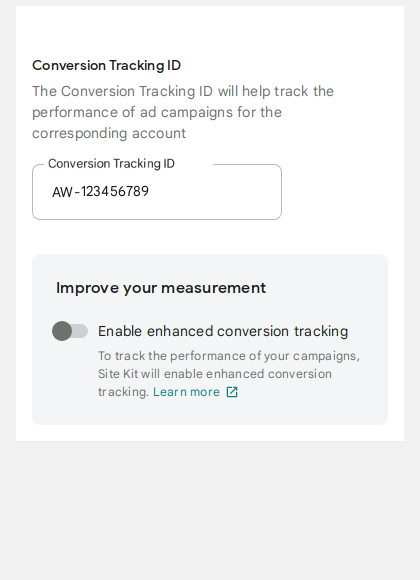 Conversion Tracking ID
The Conversion Tracking ID will help track the
performance of ad campaigns for the
corresponding account
Conversion Tracking ID
AW-123456789
Improve your measurement
Enable enhanced conversion tracking
To track the performance of your campaigns,
Site Kit will enable enhanced conversion
tracking. Learn more